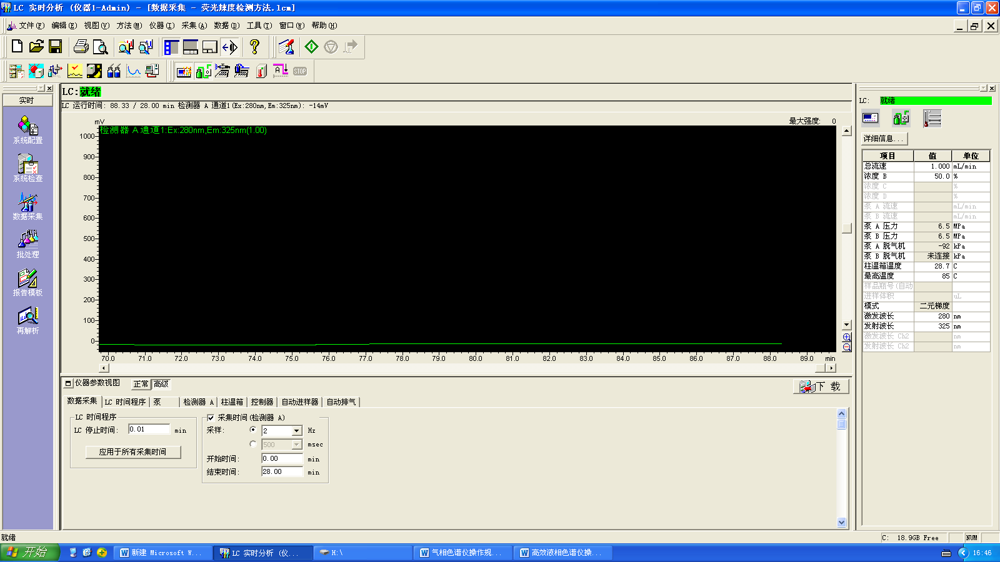 LC 实时分析 (仪器1-Admin) - [数据采集 - 荧光辣度检测方法.lcm]
文件(F) 编辑(E) 视图(V) 方法(M) 仪器(I) 采集(A) 数据(D) 工具(T) 窗口(W) 帮助(H)
STOP
实时
系统配置
系统检查
数据采集
批处理
报告模板
再解析
LC:就绪
LC 运行时间: 88.33 / 28.00 min 检测器 A 通道1(Ex:280nm,Em:325nm): -14mV
mV
最大强度: 0
检测器 A 通道1:Ex:280nm,Em:325nm(1.00)
1000
900
800
700
600
500
400
300
200
100
0
70.0 71.0 72.0 73.0 74.0 75.0 76.0 77.0 78.0 79.0 80.0 81.0 82.0 83.0 84.0 85.0 86.0 87.0 88.0 89.0 min
仪器参数视图 正常 高级 下 载
数据采集 LC 时间程序 泵 检测器 A 柱温箱 控制器 自动进样器 自动排气
LC 时间程序
LC 停止时间: 0.01 min
应用于所有采集时间
采集时间(检测器 A)
采样: 2 Hz
500 msec
开始时间: 0.00 min
结束时间: 28.00 min
LC: 就绪
详细信息...
项目 值 单位
总流速 1.000 mL/min
浓度 B 50.0 %
浓度 C %
浓度 D %
泵 A 流速 mL/min
泵 B 流速 mL/min
泵 A 压力 6.5 MPa
泵 B 压力 6.5 MPa
泵 A 脱气机 -92 kPa
泵 B 脱气机 未连接 kPa
柱温箱温度 28.7 C
最高温度 85 C
样品瓶号(自动
进样体积 uL
模式 二元梯度
激发波长 280 nm
发射波长 325 nm
激发波长 Ch2 nm
发射波长 Ch2 nm
就绪 C: 18.9GB Free NUM
开始 新建 Microsoft W... LC 实时分析 (仪... H:\ 气相色谱仪操作规... 高效液相色谱仪操... 16:46